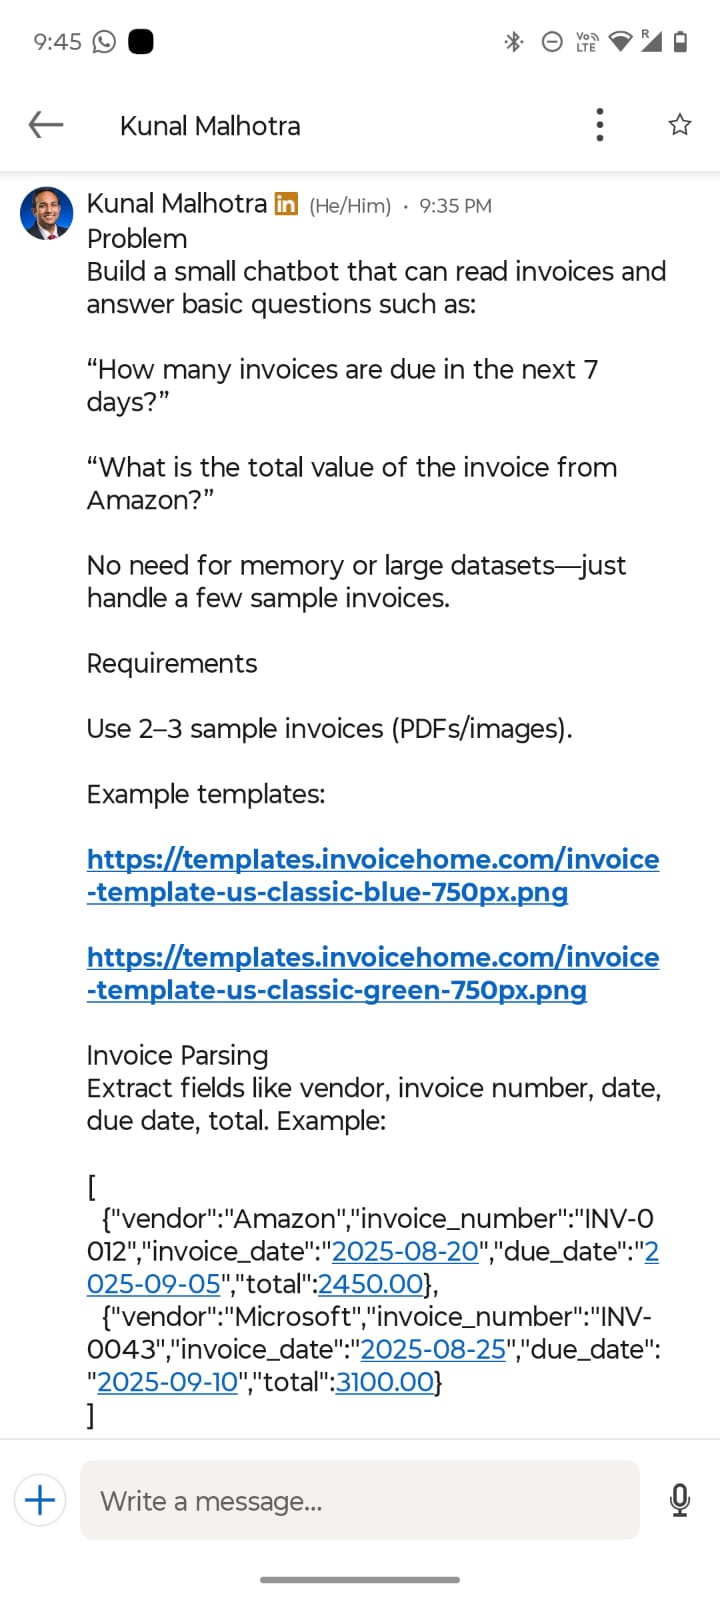 9:45
Vo)) R
LTE
Kunal Malhotra
Kunal Malhotra in (He/Him) • 9:35 PM
Problem
Build a small chatbot that can read invoices and
answer basic questions such as:
“How many invoices are due in the next 7
days?”
“What is the total value of the invoice from
Amazon?”
No need for memory or large datasets—just
handle a few sample invoices.
Requirements
Use 2–3 sample invoices (PDFs/images).
Example templates:
https://templates.invoicehome.com/invoice
-template-us-classic-blue-750px.png
https://templates.invoicehome.com/invoice
-template-us-classic-green-750px.png
Invoice Parsing
Extract fields like vendor, invoice number, date,
due date, total. Example:
[
{"vendor":"Amazon","invoice_number":"INV-0
012","invoice_date":"2025-08-20","due_date":"2
025-09-05","total":2450.00},
{"vendor":"Microsoft","invoice_number":"INV-
0043","invoice_date":"2025-08-25","due_date":
"2025-09-10","total":3100.00}
]
Write a message...